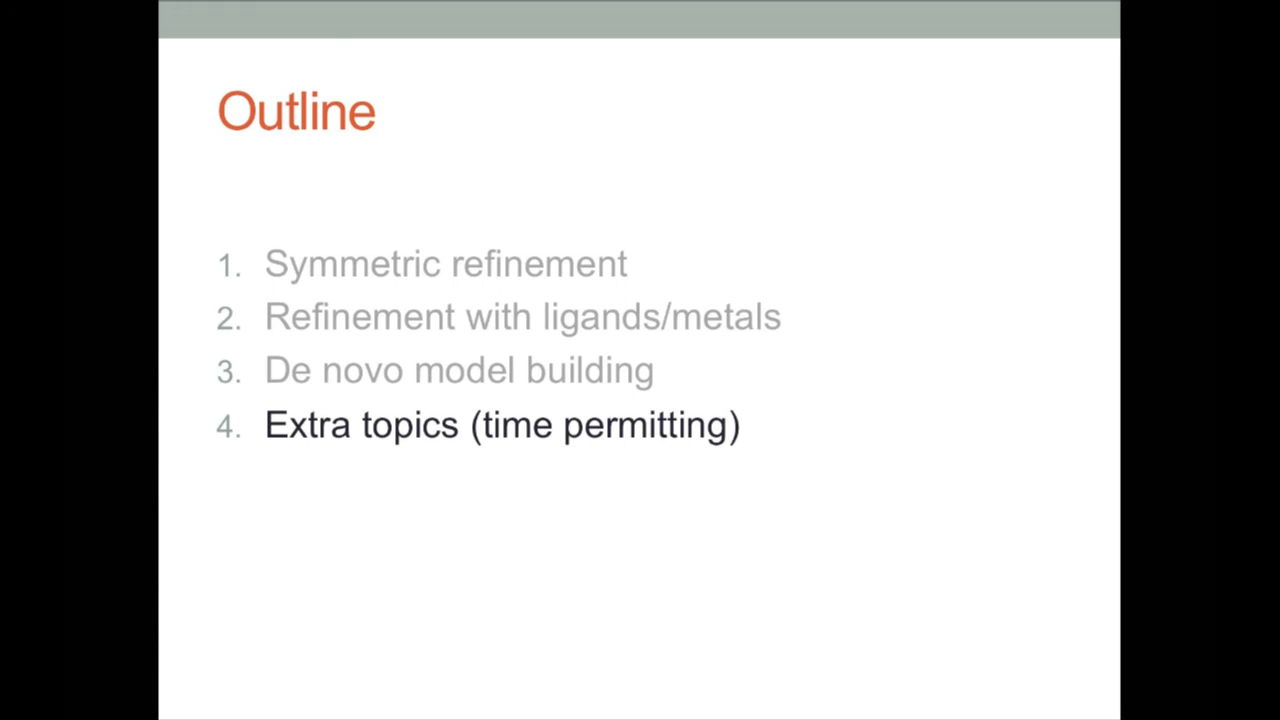 Outline
1. Symmetric refinement
2. Refinement with ligands/metals
3. De novo model building
4. Extra topics (time permitting)